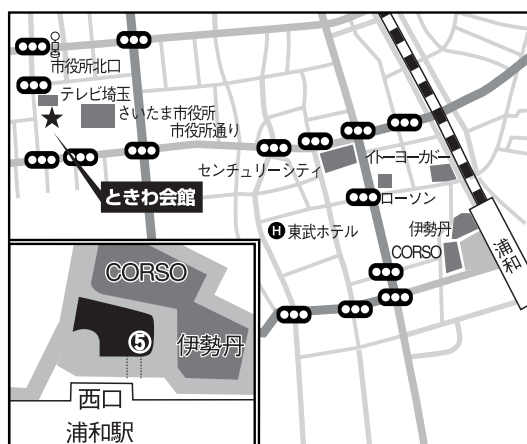 市役所北口
テレビ埼玉
さいたま市役所
市役所通り
ときわ会館
センチュリーシティ
イトーヨーカドー
ローソン
H 東武ホテル
伊勢丹
CORSO
浦和
CORSO
⑤
伊勢丹
西口
浦和駅